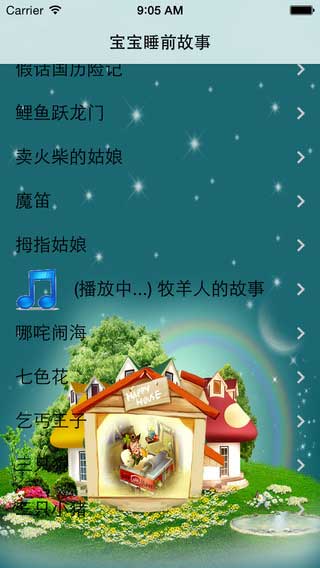 Carrier 9:05 AM
宝宝睡前故事
假话国历险记
鲤鱼跃龙门
卖火柴的姑娘
魔笛
拇指姑娘
(播放中...) 牧羊人的故事
哪咤闹海
七色花
HAPPY HOUSE
乞丐王子
三只小猪